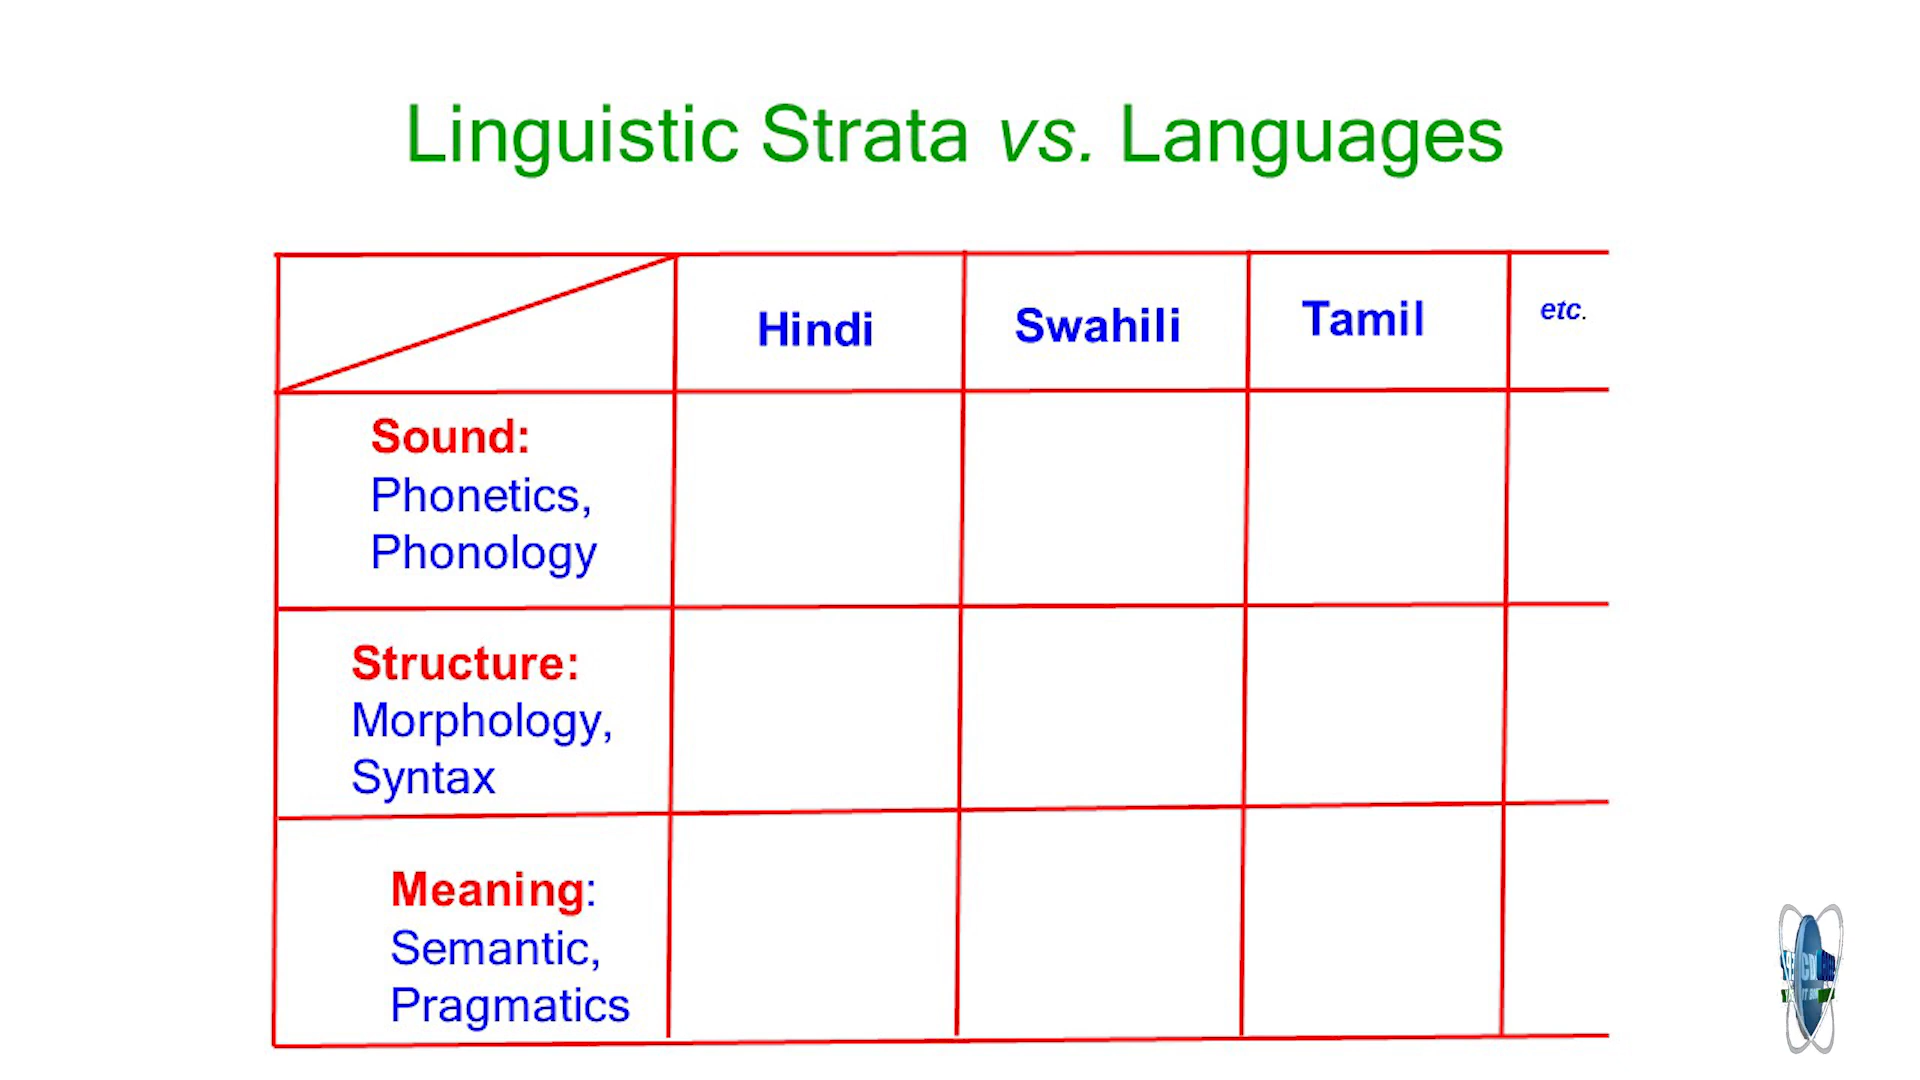 Linguistic Strata vs. Languages
Hindi Swahili Tamil etc.
Sound:
Phonetics,
Phonology
Structure:
Morphology,
Syntax
Meaning:
Semantic,
Pragmatics